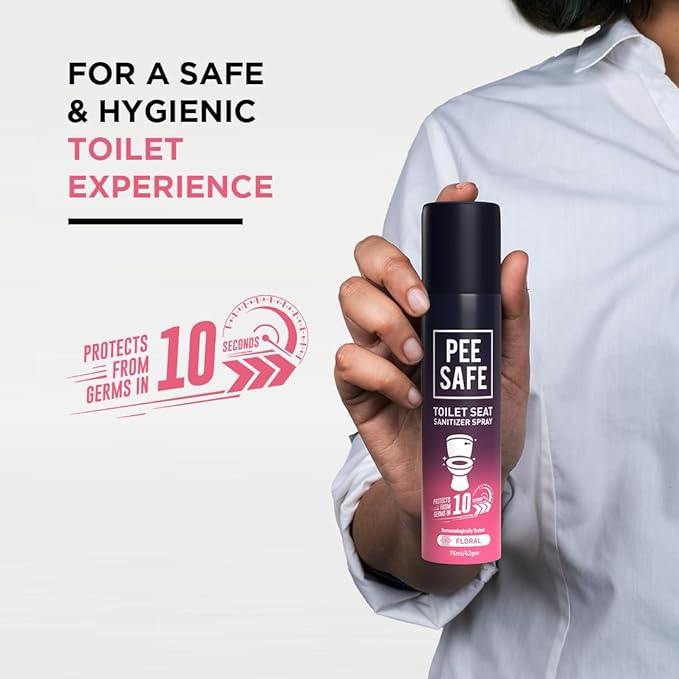 FOR A SAFE
& HYGIENIC
TOILET
EXPERIENCE
PROTECTS
FROM
GERMS IN
10
SECONDS
PEE
SAFE
TOILET SEAT
SANITIZER SPRAY
PROTECTS
FROM
GERMS IN
10
SECONDS
Dermatologically Tested
FLORAL
75ml/42gm